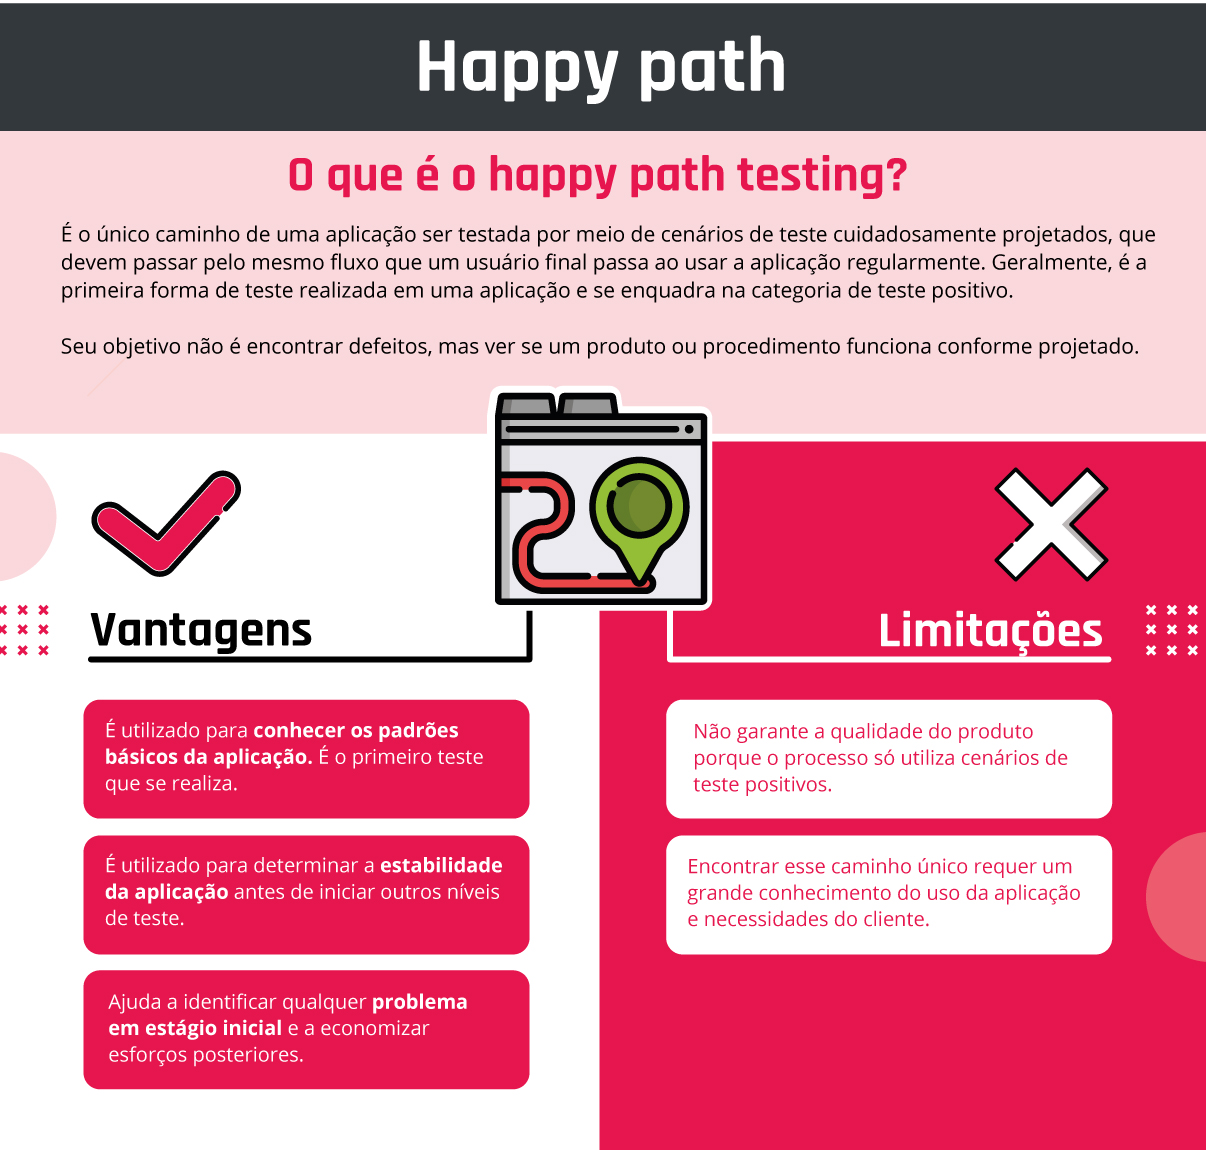 Happy path
O que é o happy path testing?
É o único caminho de uma aplicação ser testada por meio de cenários de teste cuidadosamente projetados, que
devem passar pelo mesmo fluxo que um usuário final passa ao usar a aplicação regularmente. Geralmente, é a
primeira forma de teste realizada em uma aplicação e se enquadra na categoria de teste positivo.
Seu objetivo não é encontrar defeitos, mas ver se um produto ou procedimento funciona conforme projetado.
Vantagens
É utilizado para conhecer os padrões
básicos da aplicação. É o primeiro teste
que se realiza.
É utilizado para determinar a estabilidade
da aplicação antes de iniciar outros níveis
de teste.
Ajuda a identificar qualquer problema
em estágio inicial e a economizar
esforços posteriores.
Limitações
Não garante a qualidade do produto
porque o processo só utiliza cenários de
teste positivos.
Encontrar esse caminho único requer um
grande conhecimento do uso da aplicação
e necessidades do cliente.